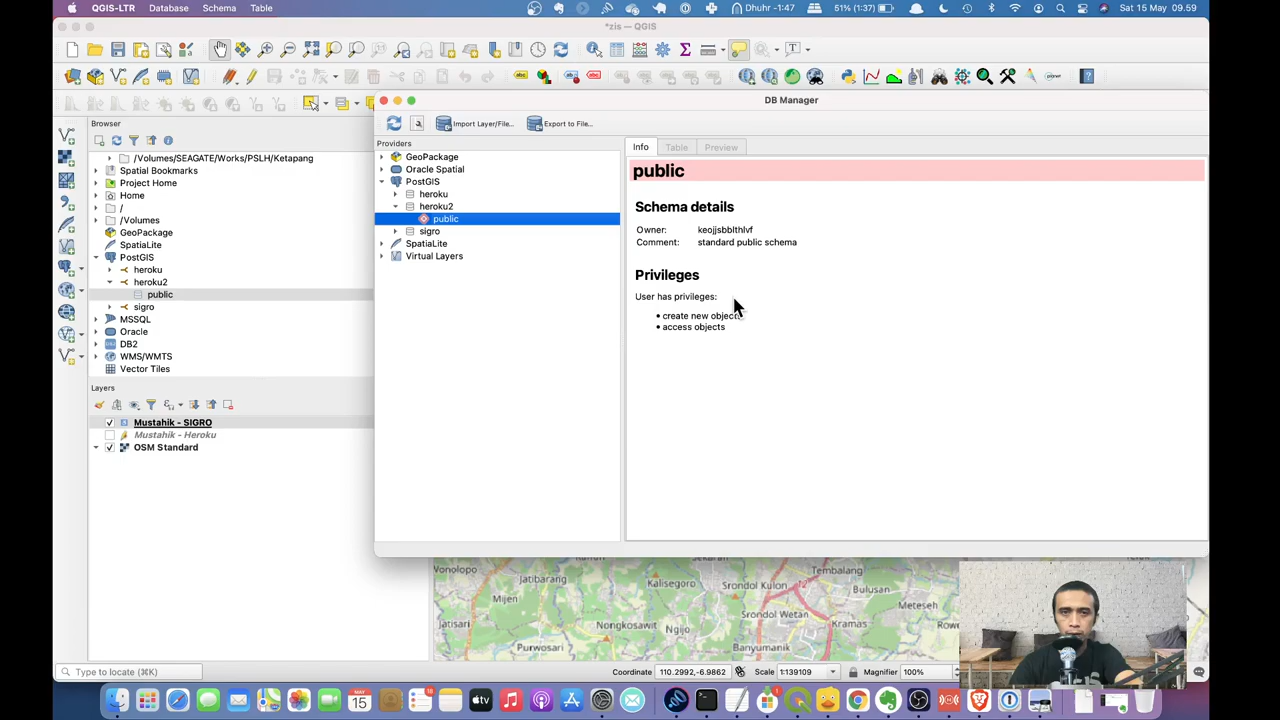 QGIS-LTR Database Schema Table
Dhuhr -1:47 51% (1:37) Sat 15 May 09.59
*zis — QGIS
DB Manager
Import Layer/File... Export to File...
Browser
/Volumes/SEAGATE/Works/PSLH/Ketapang
Spatial Bookmarks
Project Home
Home
/
/Volumes
GeoPackage
SpatiaLite
PostGIS
heroku
heroku2
public
sigro
MSSQL
Oracle
DB2
WMS/WMTS
Vector Tiles
Layers
Mustahik - SIGRO
Mustahik - Heroku
OSM Standard
Providers
GeoPackage
Oracle Spatial
PostGIS
heroku
heroku2
public
sigro
SpatiaLite
Virtual Layers
Info Table Preview
public
Schema details
Owner: keojjsbblthlvf
Comment: standard public schema
Privileges
User has privileges:
• create new objects
• access objects
Vonolopo
Jatibarang
Kalisegoro
Srondol Kulon
Tembalang
Bulusan
Mijen
Nongkosawit
Srondol Wetan
Kramas
Meteseh
Jatisari
Ngijo
Purwosari
Banyumanik
Type to locate (⌘K)
Coordinate 110.2992,-6.9862 Scale 1:139109 Magnifier 100%
MAY
15